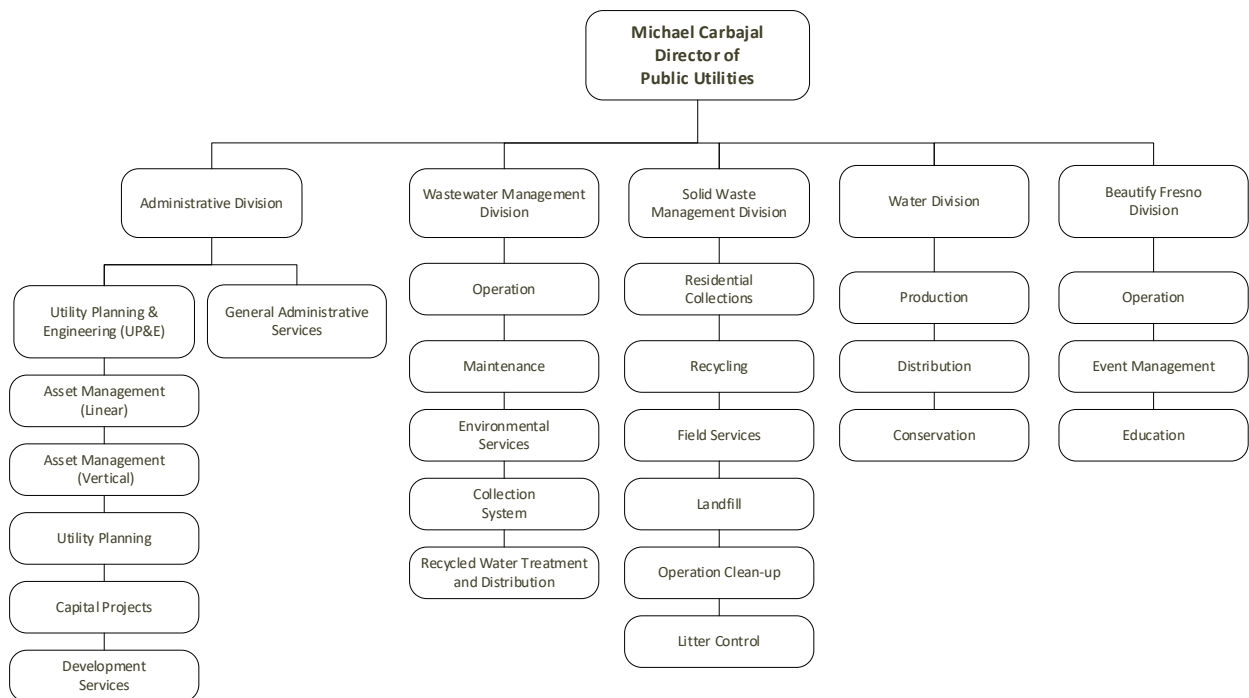 Michael Carbajal
Director of
Public Utilities
Administrative Division
Wastewater Management
Division
Solid Waste
Management Division
Water Division
Beautify Fresno
Division
Utility Planning &
Engineering (UP&E)
General Administrative
Services
Asset Management
(Linear)
Asset Management
(Vertical)
Utility Planning
Capital Projects
Development
Services
Operation
Maintenance
Environmental
Services
Collection
System
Recycled Water Treatment
and Distribution
Residential
Collections
Recycling
Field Services
Landfill
Operation Clean-up
Litter Control
Production
Distribution
Conservation
Operation
Event Management
Education